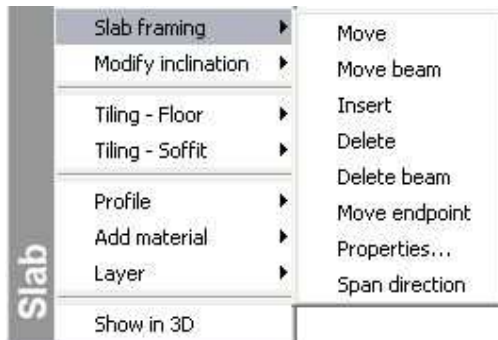 Slab
Slab framing
Modify inclination
Tiling - Floor
Tiling - Soffit
Profile
Add material
Layer
Show in 3D
Move
Move beam
Insert
Delete
Delete beam
Move endpoint
Properties...
Span direction